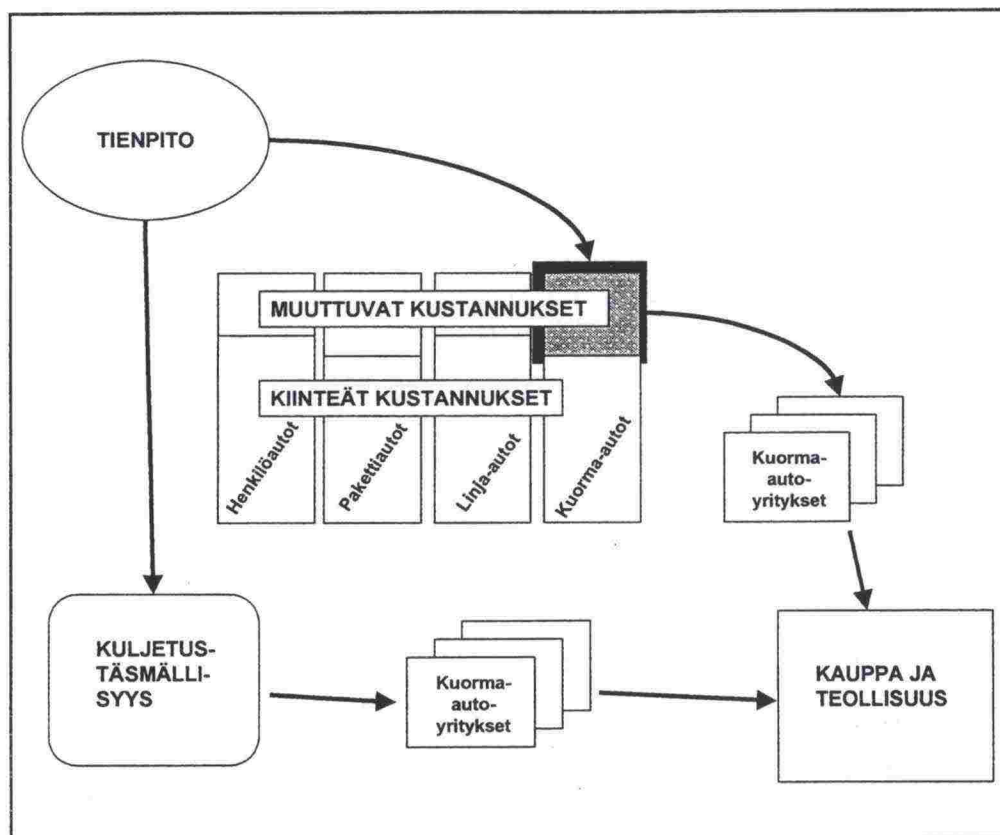 TIENPITO
MUUTTUVAT KUSTANNUKSET
KIINTEÄT KUSTANNUKSET
Henkilöautot
Pakettiautot
Linja-autot
Kuorma-autot
Kuorma-
auto-
yritykset
KULJETUS-
TÄSMÄLLI-
SYYS
Kuorma-
auto-
yritykset
KAUPPA JA
TEOLLISUUS